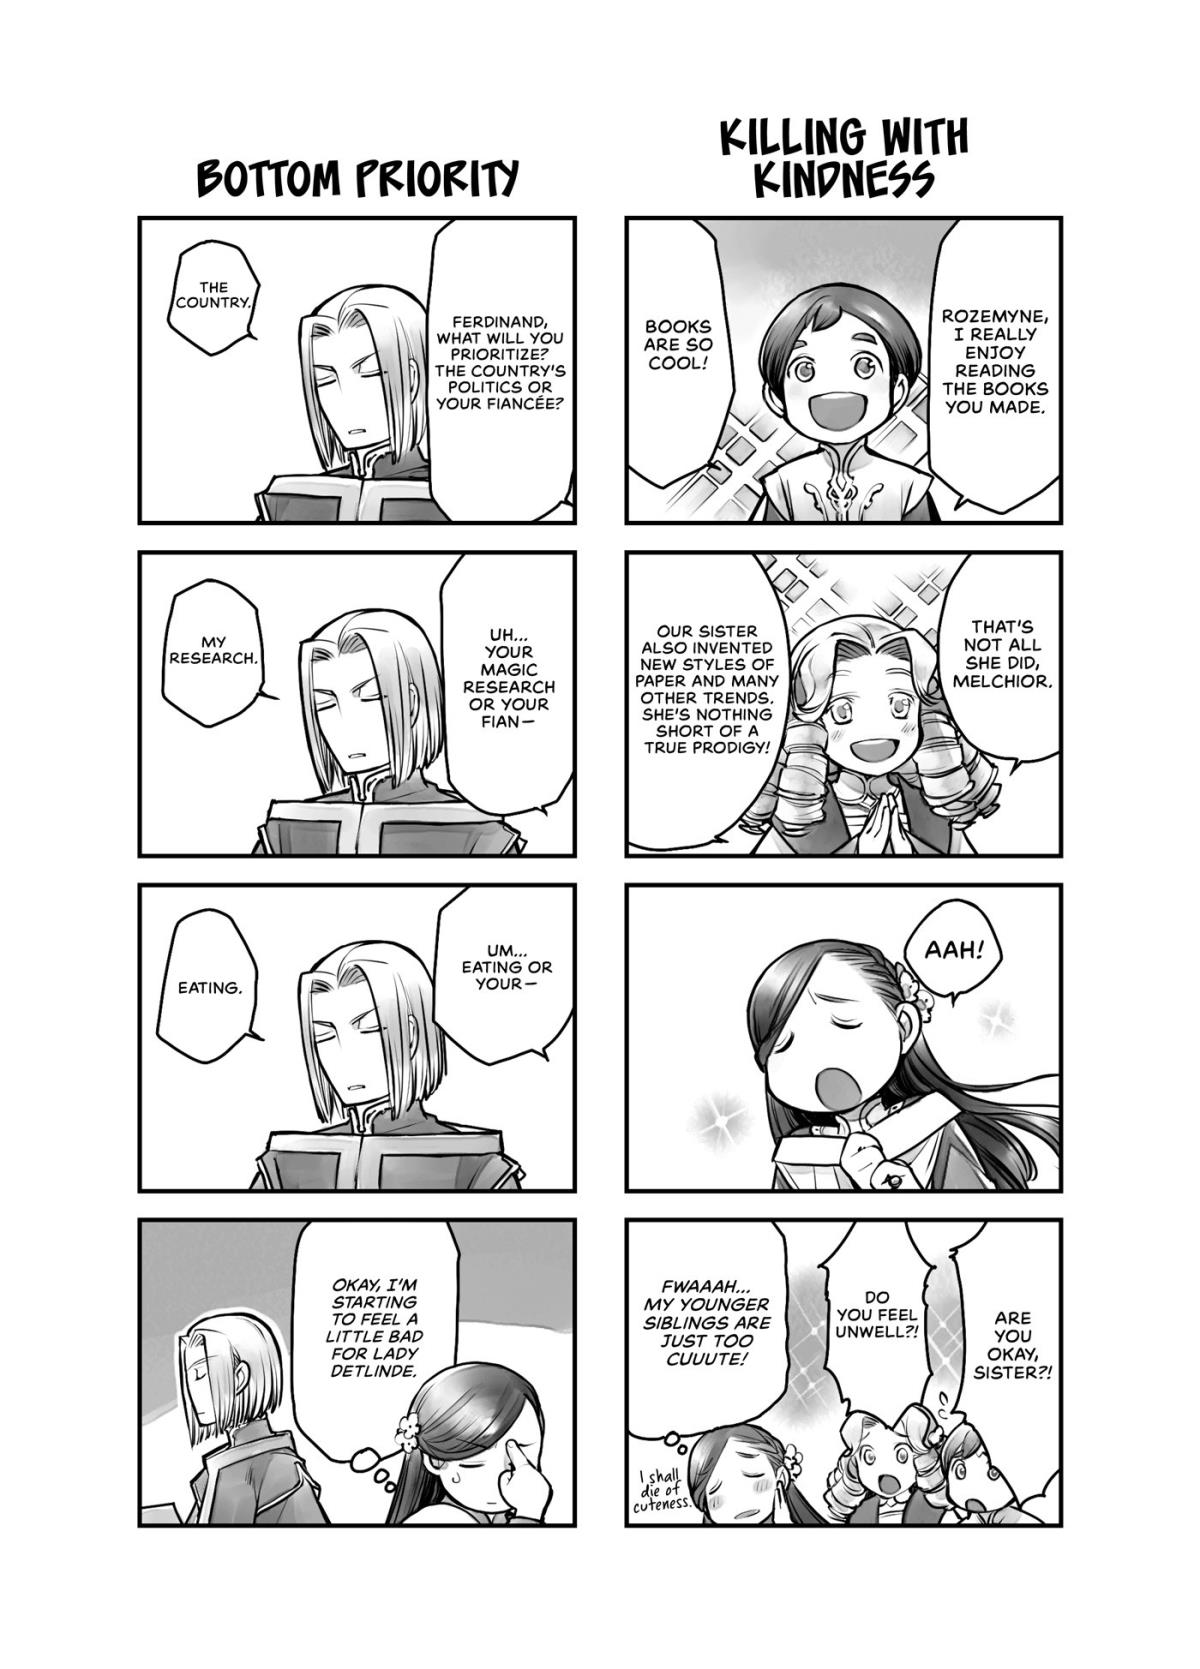 KILLING WITH
KINDNESS
ROZEMYNE,
I REALLY
ENJOY
READING
THE BOOKS
YOU MADE.
BOOKS
ARE SO
COOL!
THAT'S
NOT ALL
SHE DID,
MELCHIOR.
OUR SISTER
ALSO INVENTED
NEW STYLES OF
PAPER AND MANY
OTHER TRENDS.
SHE'S NOTHING
SHORT OF A
TRUE PRODIGY!
AAH!
ARE
YOU
OKAY,
SISTER?!
DO
YOU FEEL
UNWELL?!
FWAAAH...
MY YOUNGER
SIBLINGS ARE
JUST TOO
CUUUTE!
I shall
die of
cuteness.
BOTTOM PRIORITY
FERDINAND,
WHAT WILL YOU
PRIORITIZE?
THE COUNTRY'S
POLITICS OR
YOUR FIANCÉE?
THE
COUNTRY.
UH...
YOUR
MAGIC
RESEARCH
OR YOUR
FIAN—
MY
RESEARCH.
UM...
EATING OR
YOUR—
EATING.
OKAY, I'M
STARTING
TO FEEL A
LITTLE BAD
FOR LADY
DETLINDE.